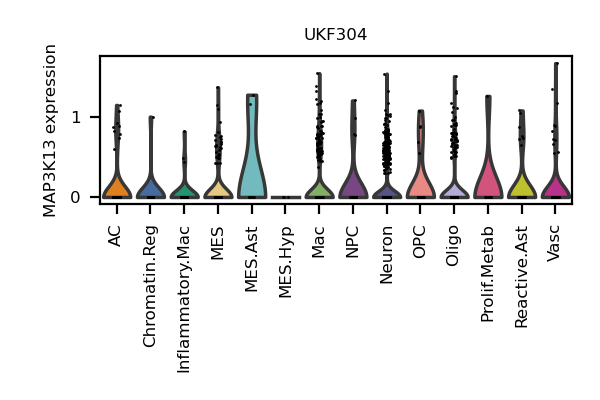 UKF304
MAP3K13 expression
1
0
AC
Chromatin.Reg
Inflammatory.Mac
MES
MES.Ast
MES.Hyp
Mac
NPC
Neuron
OPC
Oligo
Prolif.Metab
Reactive.Ast
Vasc